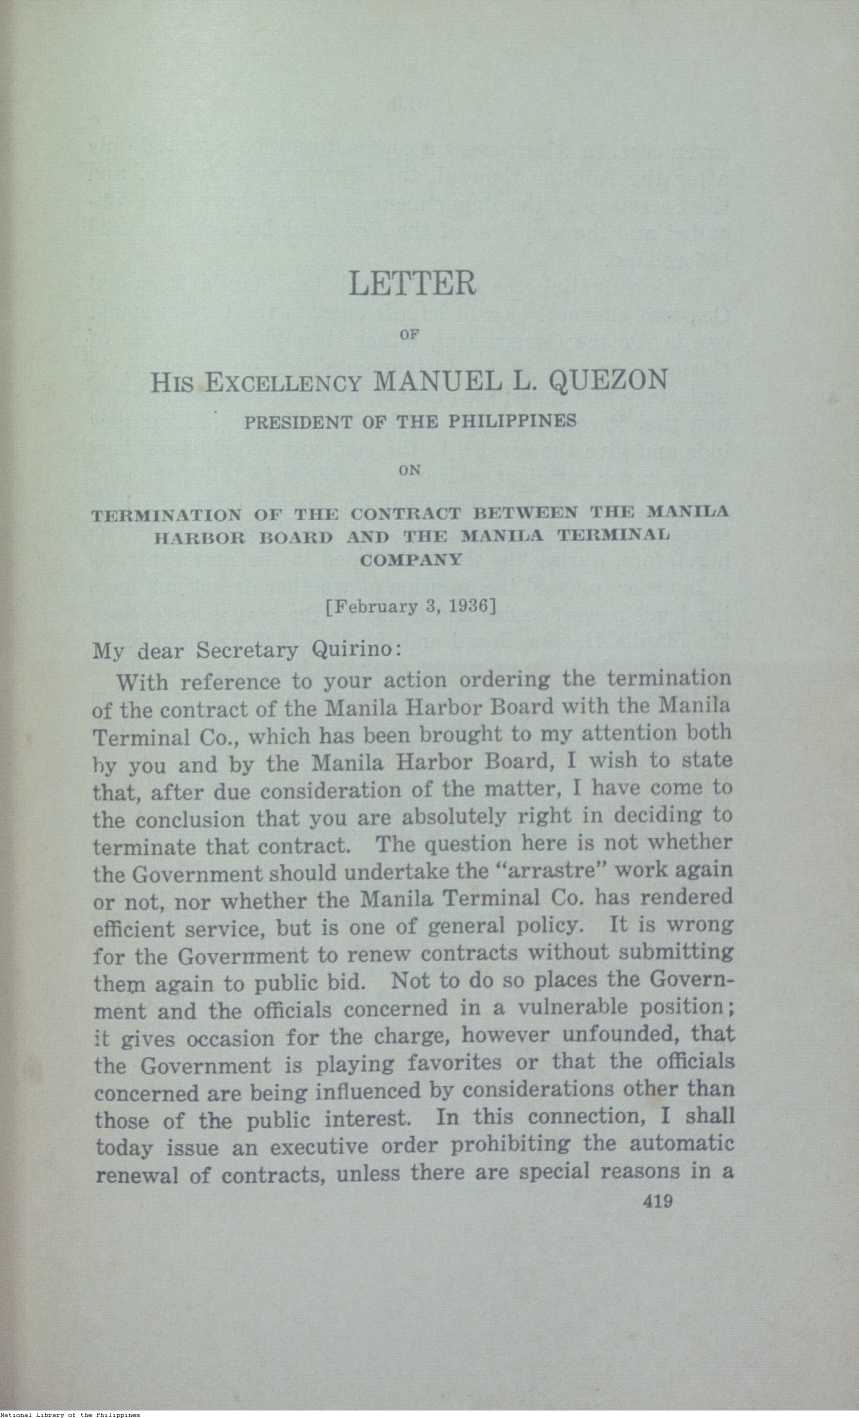 LETTER
OF
HIS EXCELLENCY MANUEL L. QUEZON
PRESIDENT OF THE PHILIPPINES
ON
TERMINATION OF THE CONTRACT BETWEEN THE MANILA
HARBOR BOARD AND THE MANILA TERMINAL
COMPANY
[February 3, 1936]
My dear Secretary Quirino:
With reference to your action ordering the termination
of the contract of the Manila Harbor Board with the Manila
Terminal Co., which has been brought to my attention both
by you and by the Manila Harbor Board, I wish to state
that, after due consideration of the matter, I have come to
the conclusion that you are absolutely right in deciding to
terminate that contract. The question here is not whether
the Government should undertake the “arrastre” work again
or not, nor whether the Manila Terminal Co. has rendered
efficient service, but is one of general policy. It is wrong
for the Government to renew contracts without submitting
them again to public bid. Not to do so places the Govern-
ment and the officials concerned in a vulnerable position;
it gives occasion for the charge, however unfounded, that
the Government is playing favorites or that the officials
concerned are being influenced by considerations other than
those of the public interest. In this connection, I shall
today issue an executive order prohibiting the automatic
renewal of contracts, unless there are special reasons in a
419
National Library of the Philippines